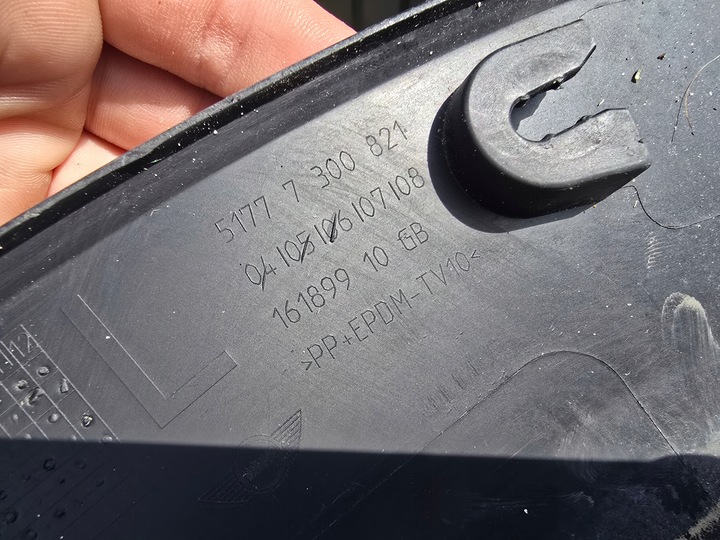 5177 7 300 821
04 105 106 107 108
161899 10 GB
>PP+EPDM-TV10<
L